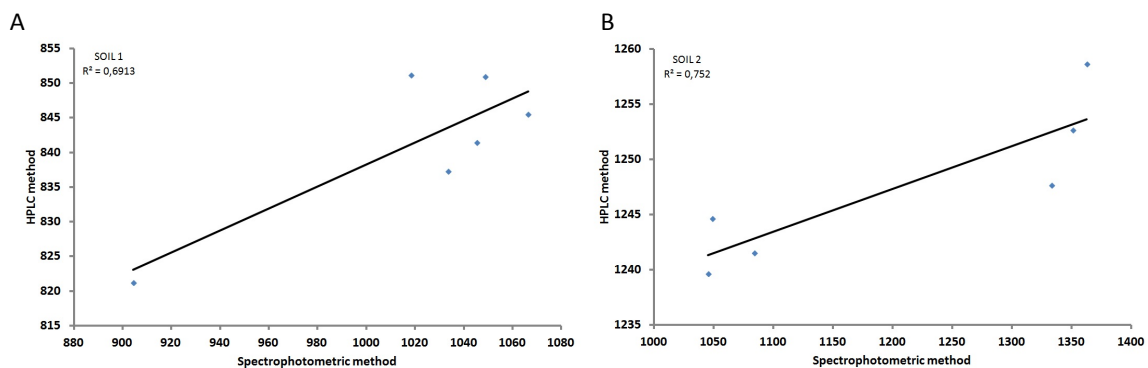 A
SOIL 1
R² = 0,6913
HPLC method
855
850
845
840
835
830
825
820
815
880 900 920 940 960 980 1000 1020 1040 1060 1080
Spectrophotometric method
B
SOIL 2
R² = 0,752
HPLC method
1260
1255
1250
1245
1240
1235
1000 1050 1100 1150 1200 1250 1300 1350 1400
Spectrophotometric method